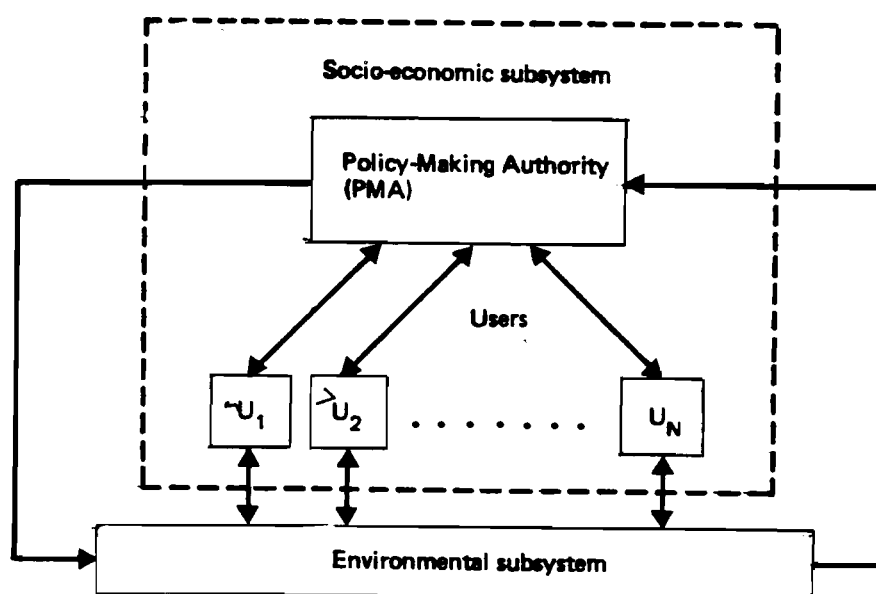 Socio-economic subsystem
Policy-Making Authority
(PMA)
Users
U1
U2
. . . . . . . .
UN
Environmental subsystem